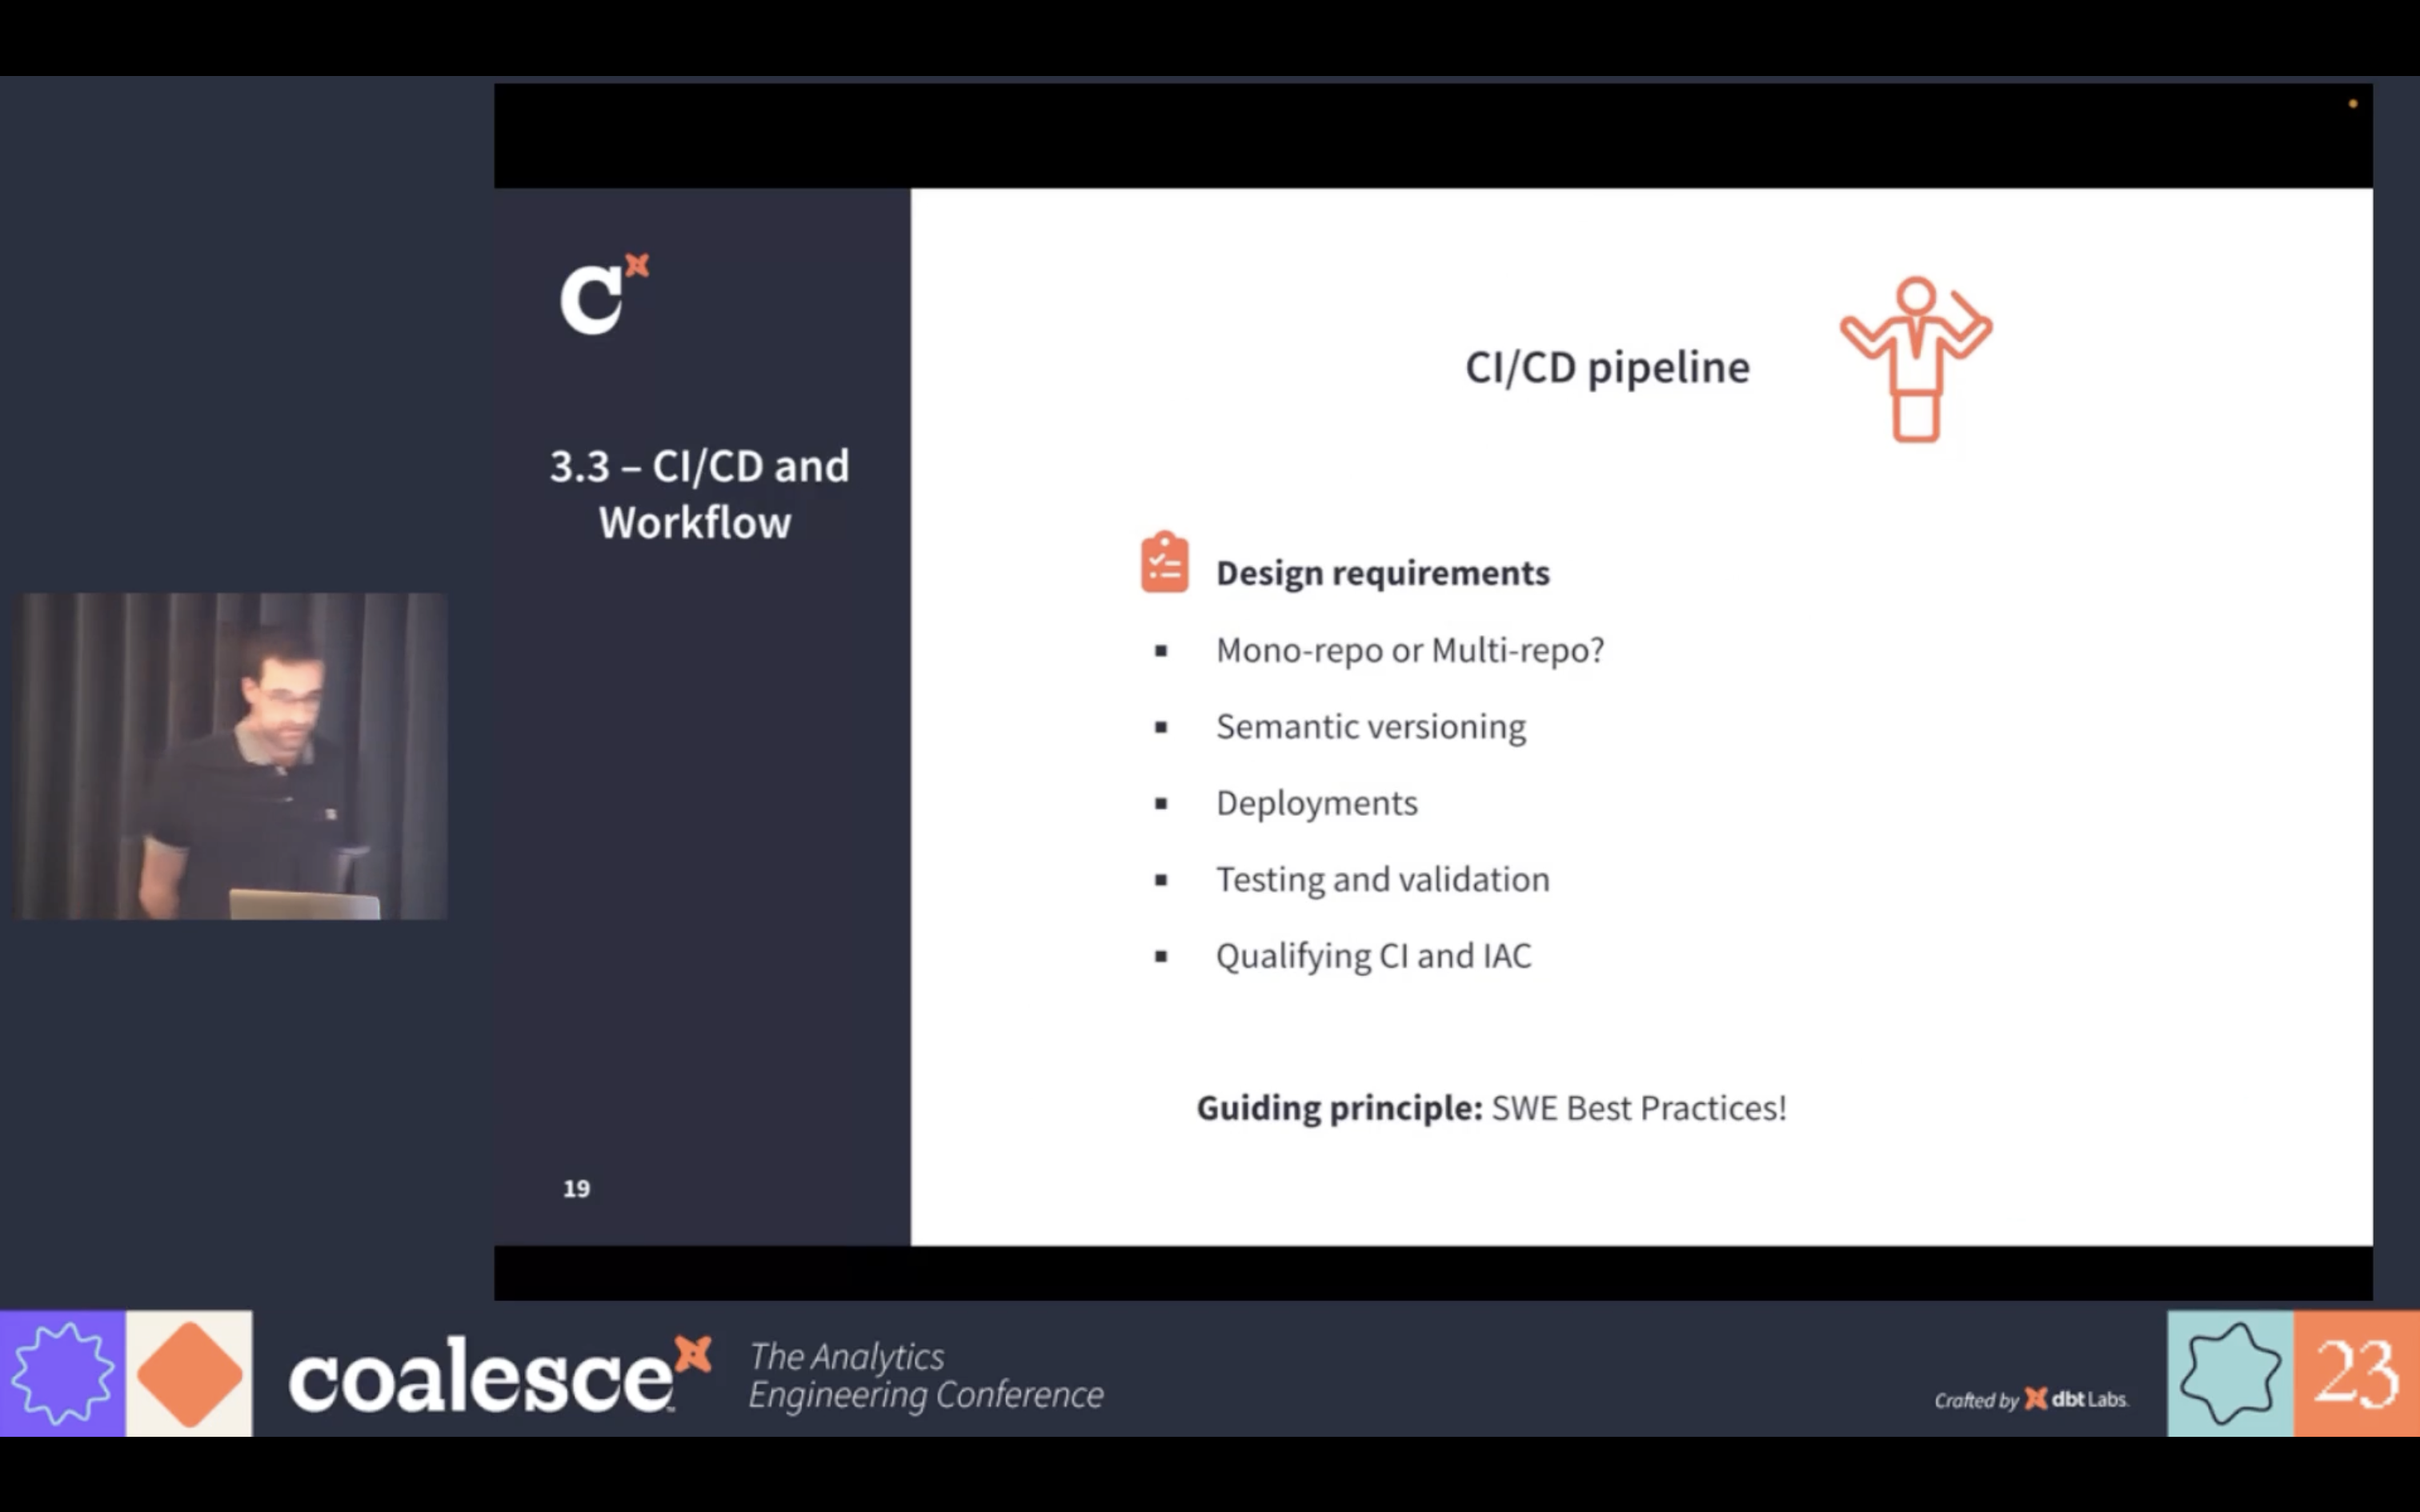 C
3.3 – CI/CD and
Workflow
19
CI/CD pipeline
Design requirements
▪ Mono-repo or Multi-repo?
▪ Semantic versioning
▪ Deployments
▪ Testing and validation
▪ Qualifying CI and IAC
Guiding principle: SWE Best Practices!
coalesce
The Analytics
Engineering Conference
Crafted by dbt Labs.
23